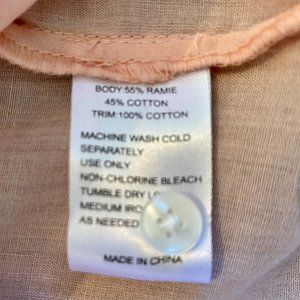 BODY:55% RAMIE
45% COTTON
TRIM:100% COTTON
MACHINE WASH COLD
SEPARATELY
USE ONLY
NON-CHLORINE BLEACH
TUMBLE DRY
MEDIUM
AS NEEDED
MADE IN CHINA